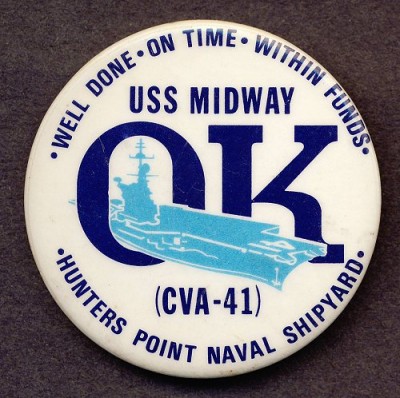 • WELL DONE • ON TIME • WITHIN FUNDS •
USS MIDWAY
OK
(CVA-41)
• HUNTERS POINT NAVAL SHIPYARD •